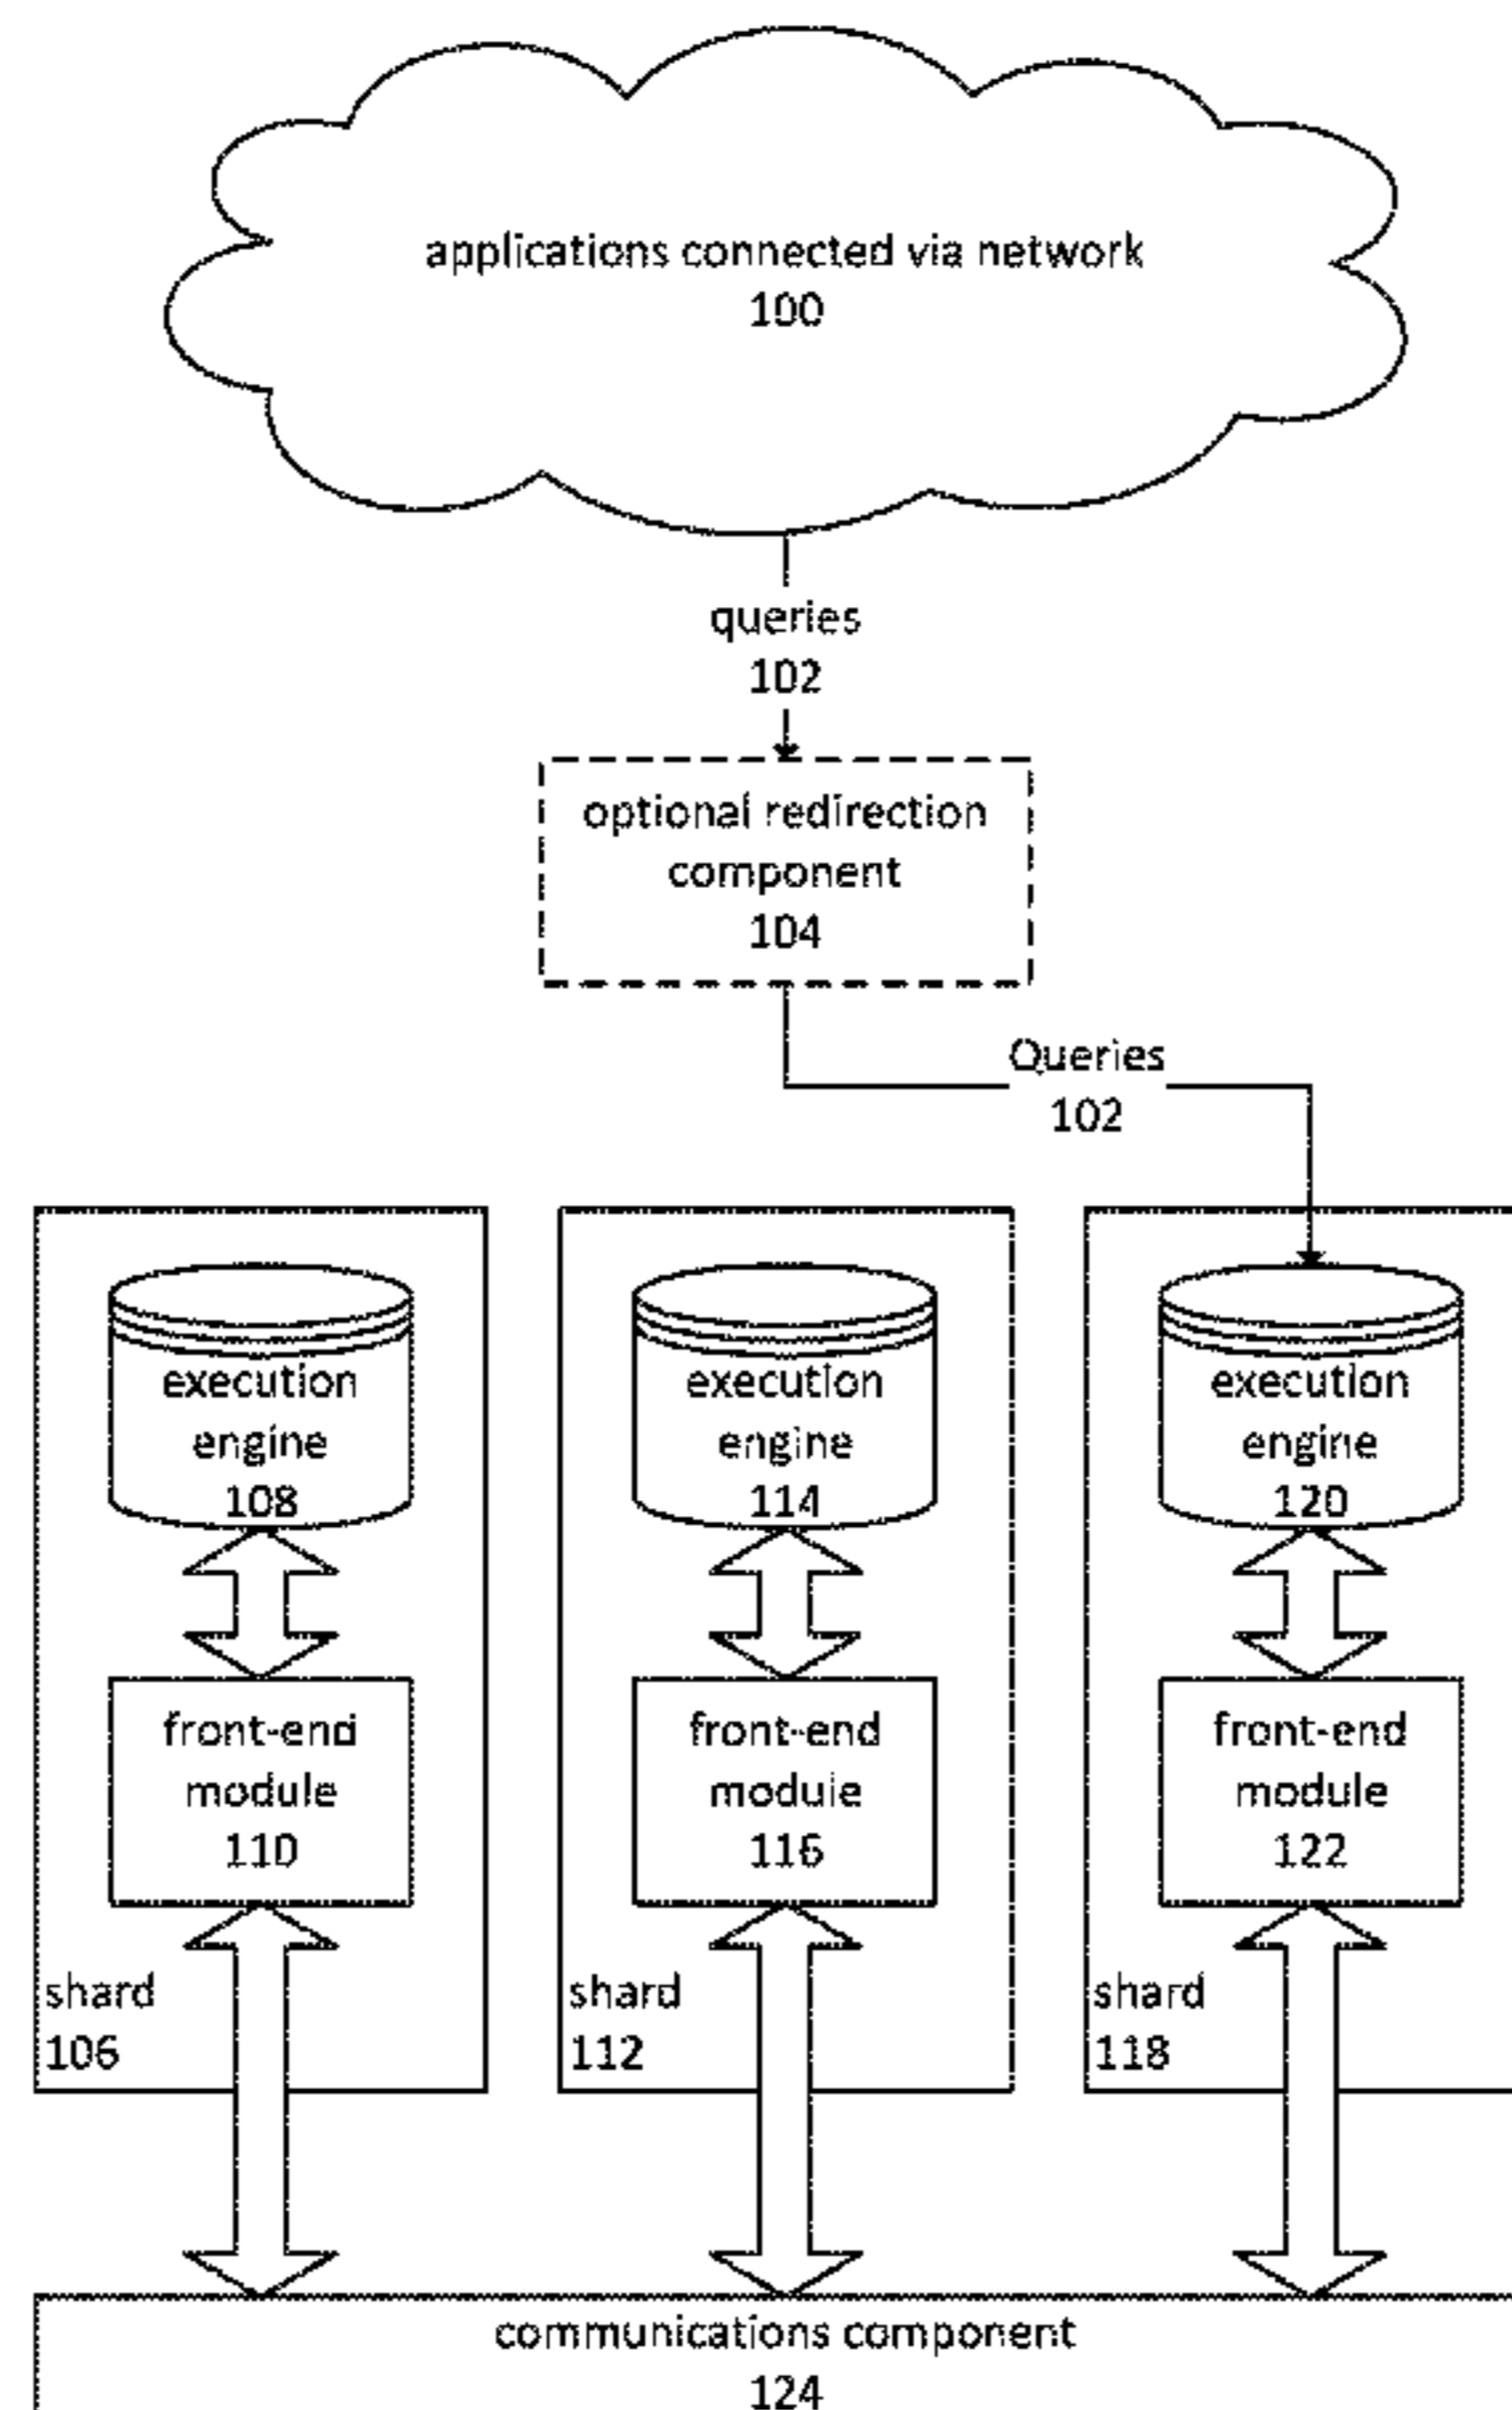 applications connected via network
100
queries
102
optional redirection
component
104
Queries
102
execution
engine
108
execution
engine
114
execution
engine
120
front-end
module
110
front-end
module
116
front-end
module
122
shard
106
shard
112
shard
118
communications component
124